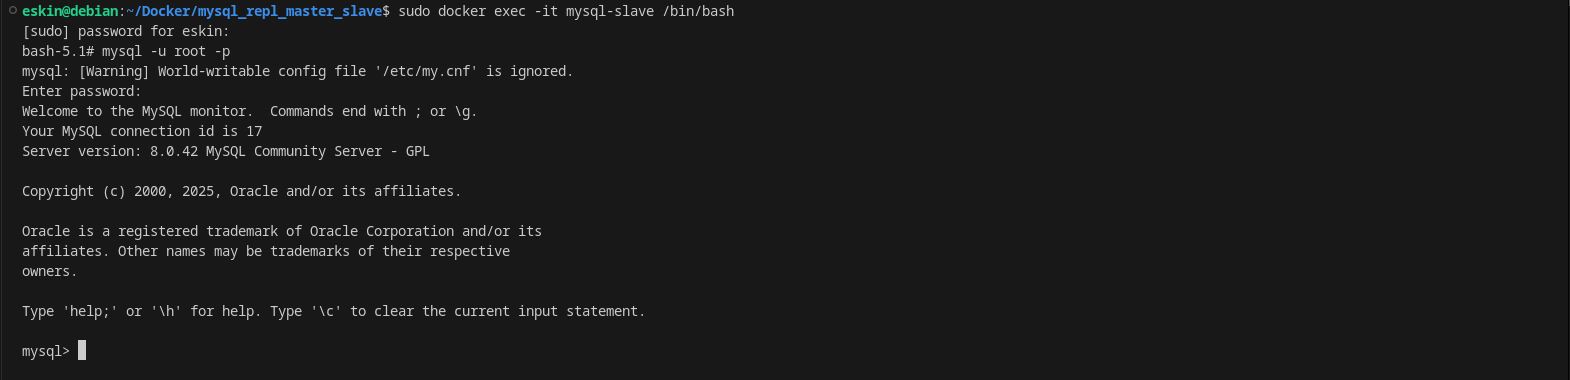 eskin@debian:~/Docker/mysql_repl_master_slave$ sudo docker exec -it mysql-slave /bin/bash
[sudo] password for eskin:
bash-5.1# mysql -u root -p
mysql: [Warning] World-writable config file '/etc/my.cnf' is ignored.
Enter password:
Welcome to the MySQL monitor.  Commands end with ; or \g.
Your MySQL connection id is 17
Server version: 8.0.42 MySQL Community Server - GPL

Copyright (c) 2000, 2025, Oracle and/or its affiliates.

Oracle is a registered trademark of Oracle Corporation and/or its
affiliates. Other names may be trademarks of their respective
owners.

Type 'help;' or '\h' for help. Type '\c' to clear the current input statement.

mysql>